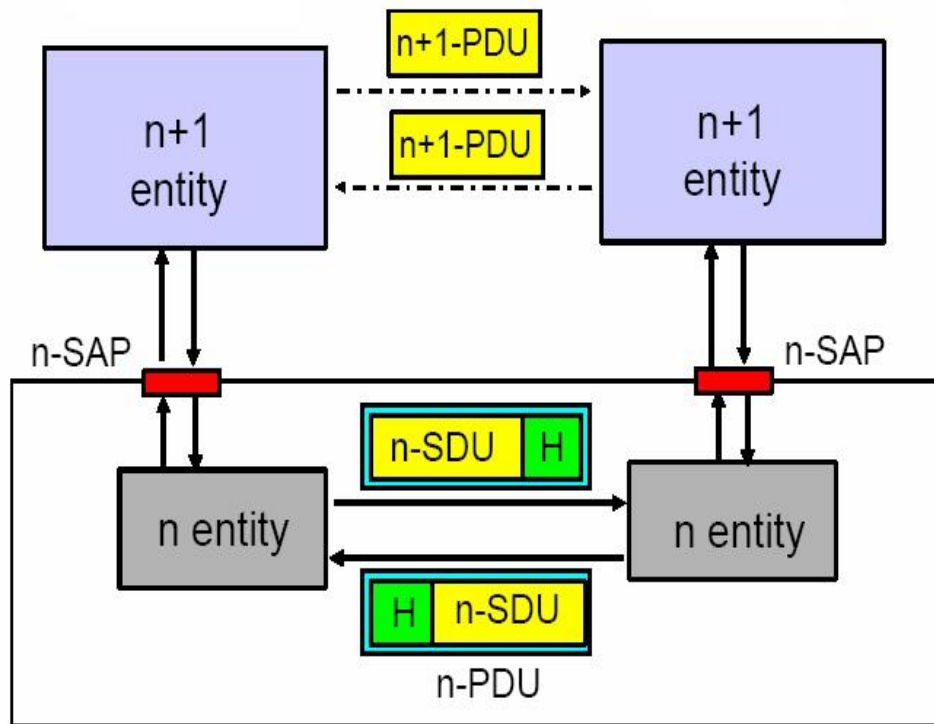 n+1-PDU
n+1-PDU
n+1
entity
n+1
entity
n-SAP
n-SAP
n-SDU H
n entity
n entity
H n-SDU
n-PDU